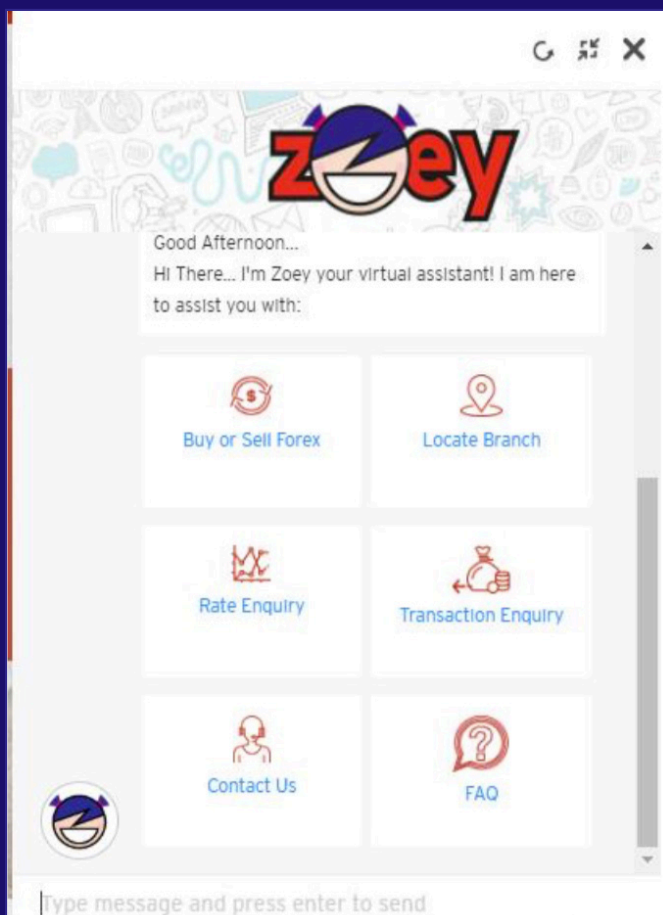 zoey
Good Afternoon...
Hi There... I'm Zoey your virtual assistant! I am here
to assist you with:
Buy or Sell Forex
Locate Branch
Rate Enquiry
Transaction Enquiry
Contact Us
FAQ
Type message and press enter to send